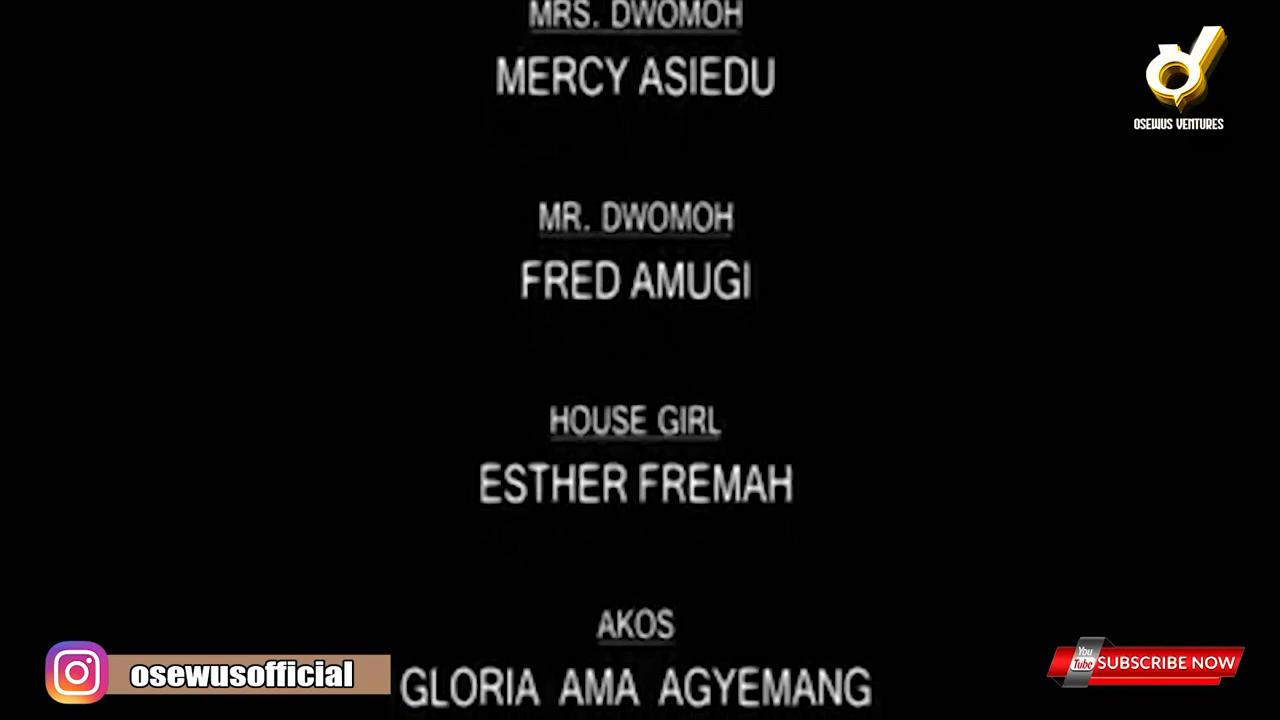 MRS. DWOMOH
MERCY ASIEDU
OSEWUS VENTURES
MR. DWOMOH
FRED AMUGI
HOUSE GIRL
ESTHER FREMAH
AKOS
GLORIA AMA AGYEMANG
osewusofficial
You
Tube
SUBSCRIBE NOW